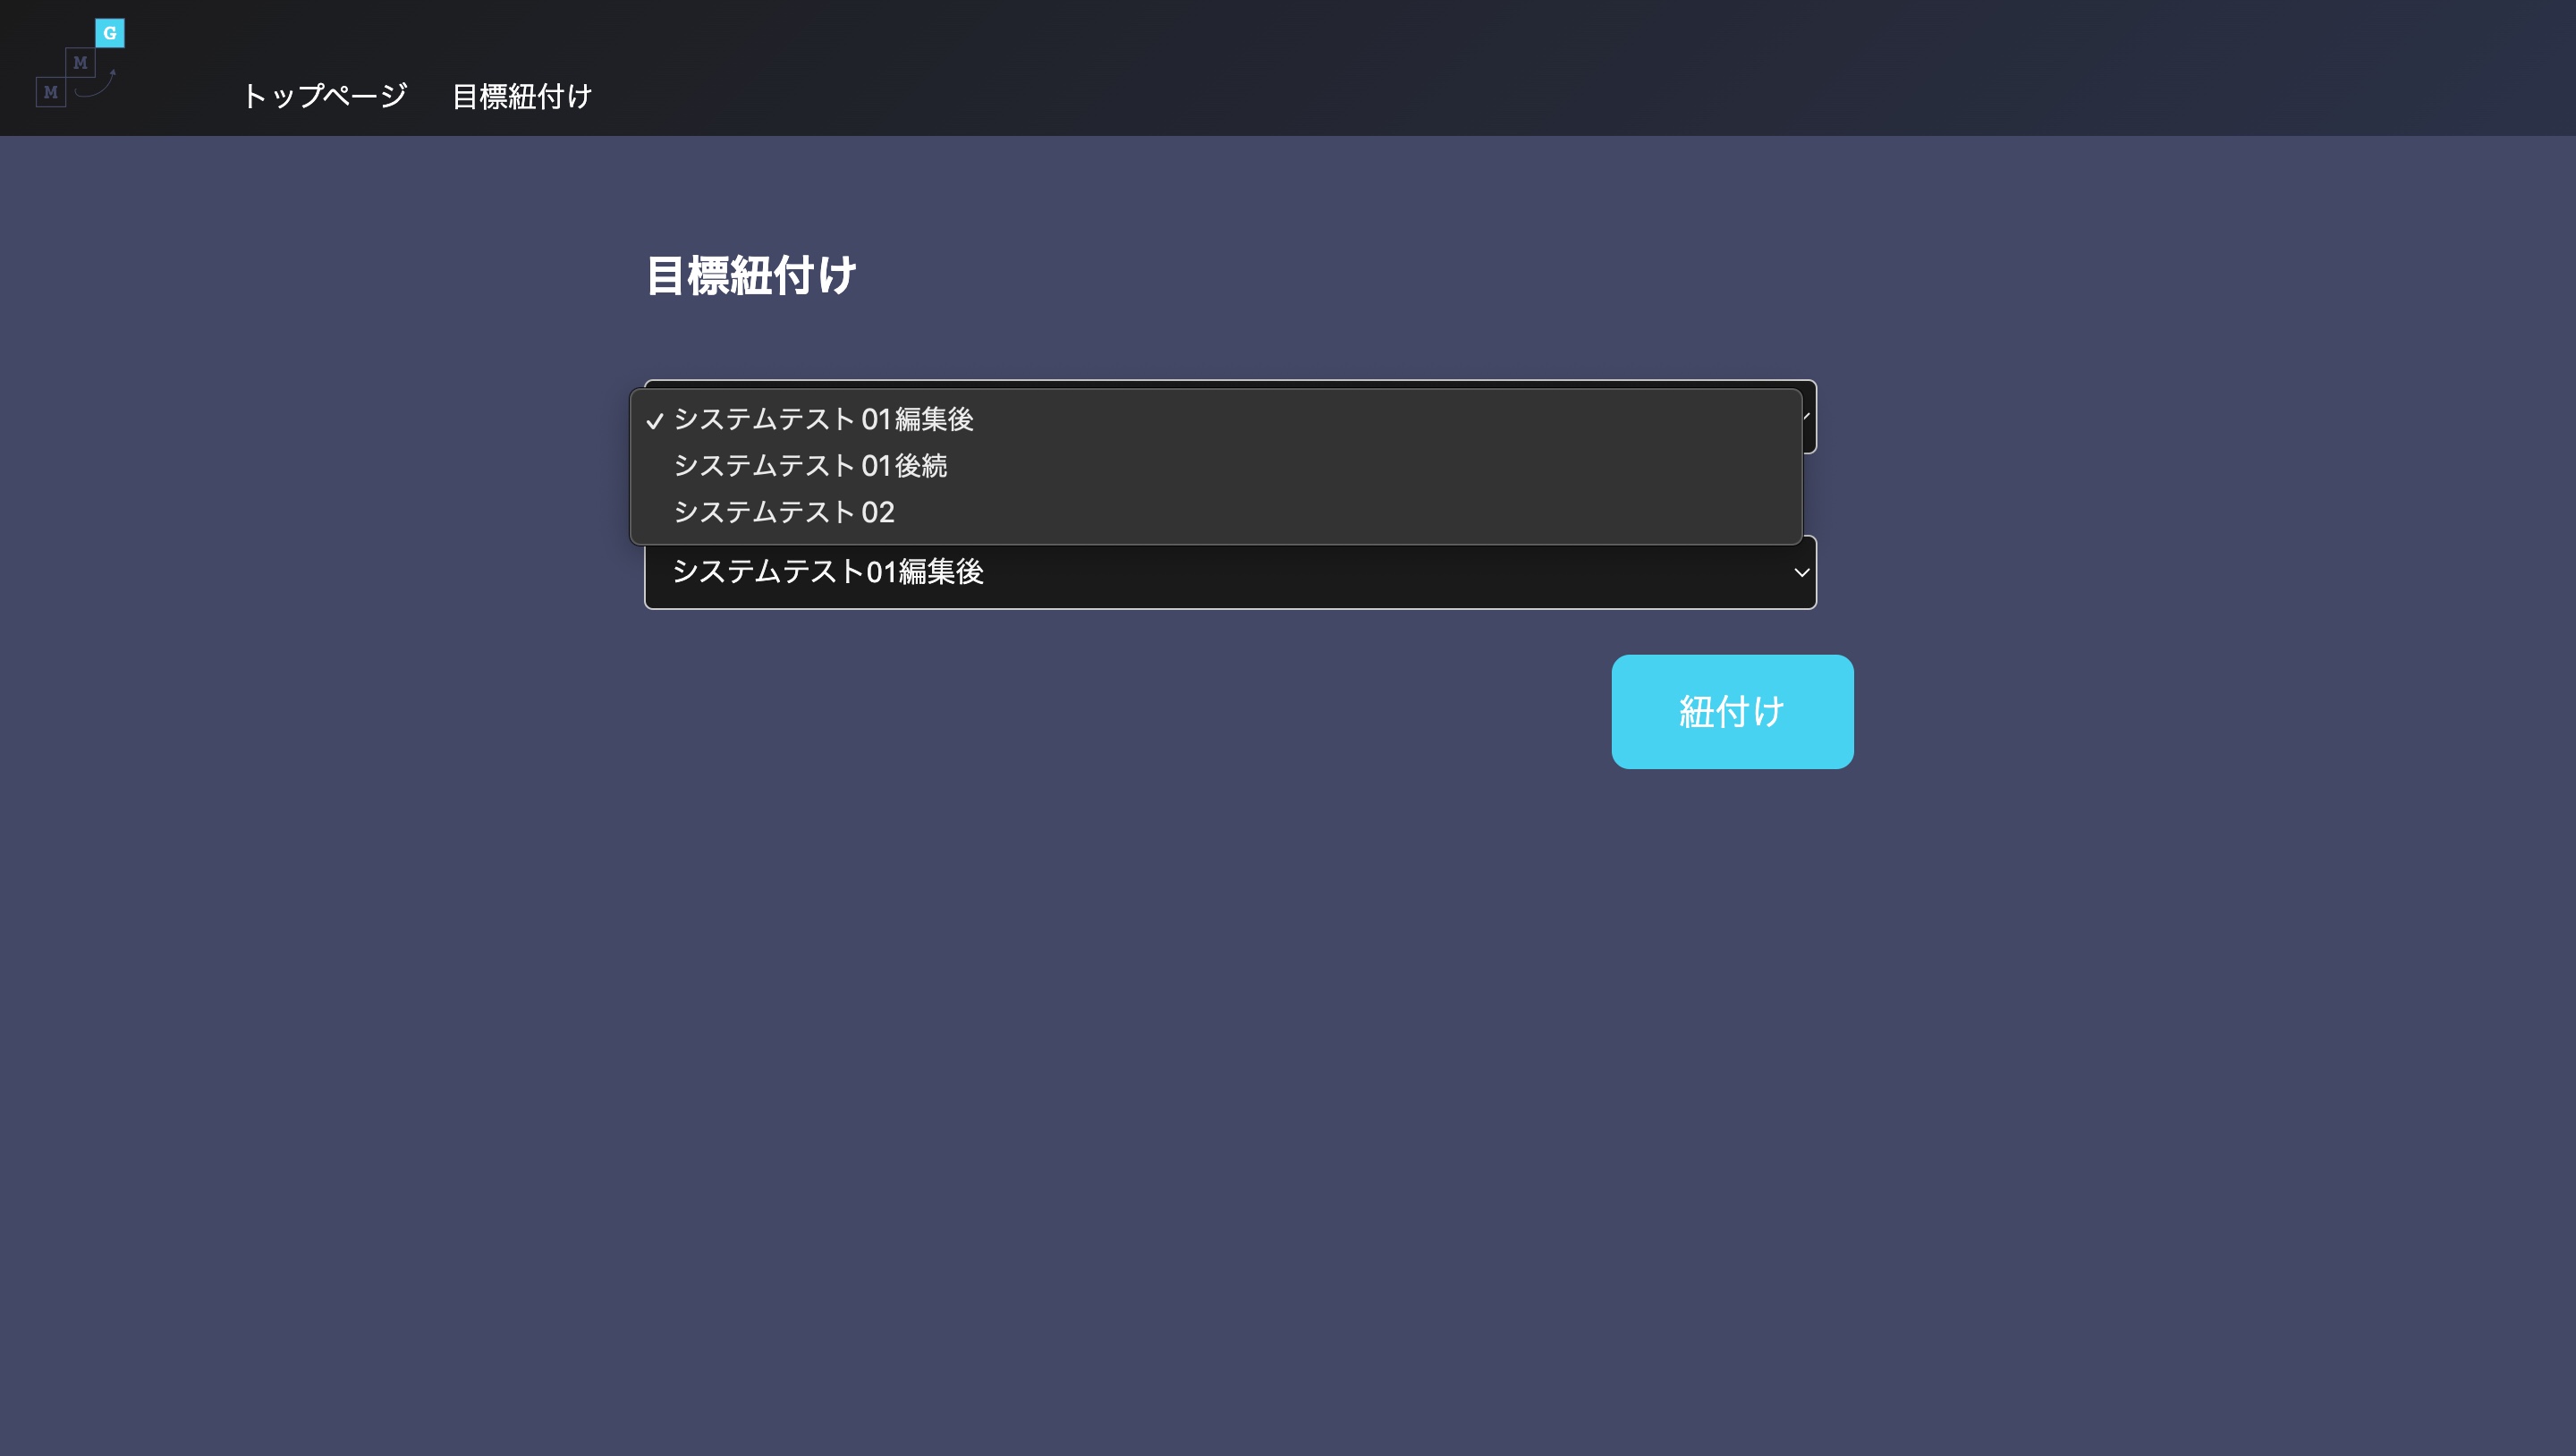 G
M
M
トップページ 目標紐付け
目標紐付け
システムテスト 01編集後
システムテスト 01後続
システムテスト 02
システムテスト01編集後
紐付け